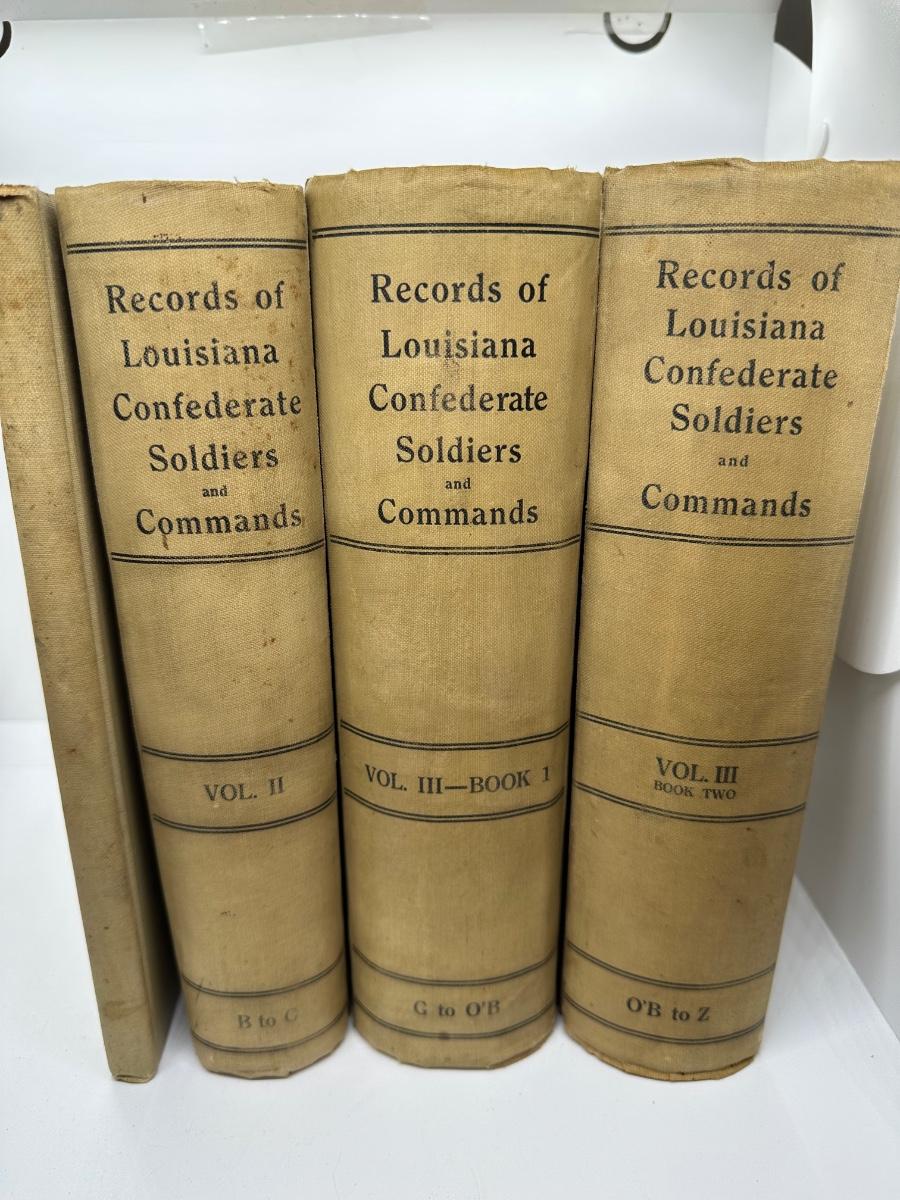 Records of
Louisiana
Confederate
Soldiers
and
Commands
VOL. II
B to G
Records of
Louisiana
Confederate
Soldiers
and
Commands
VOL. III—BOOK 1
G to O'B
Records of
Louisiana
Confederate
Soldiers
and
Commands
VOL. III
BOOK TWO
O'B to Z